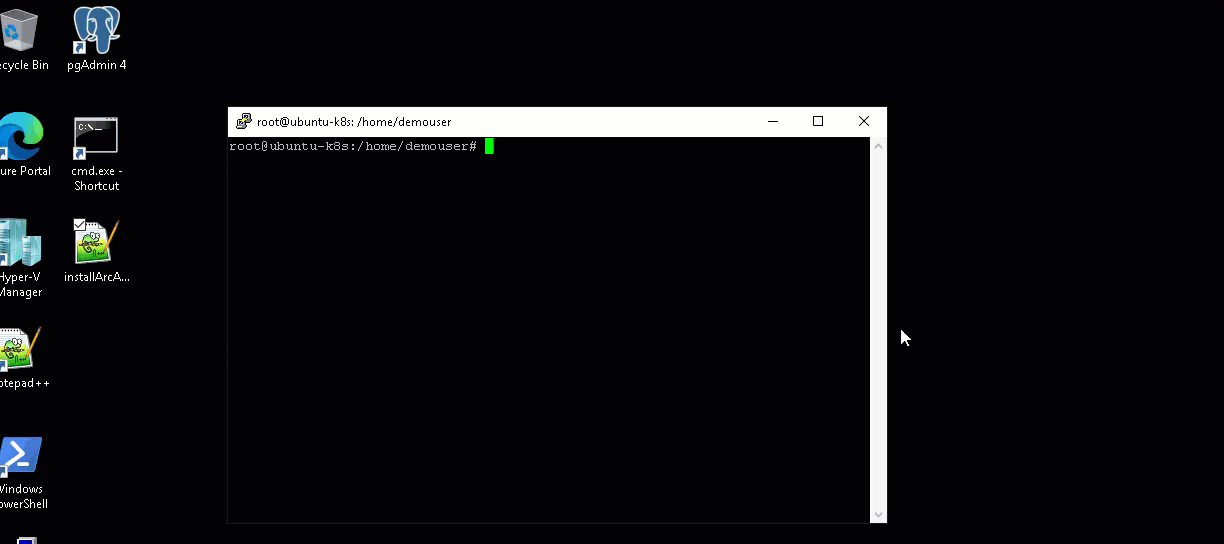 ecycle Bin
pgAdmin 4
ure Portal
cmd.exe -
Shortcut
Hyper-V
Manager
installArcA...
otepad++
Windows
owerShell
root@ubuntu-k8s: /home/demouser
root@ubuntu-k8s:/home/demouser#